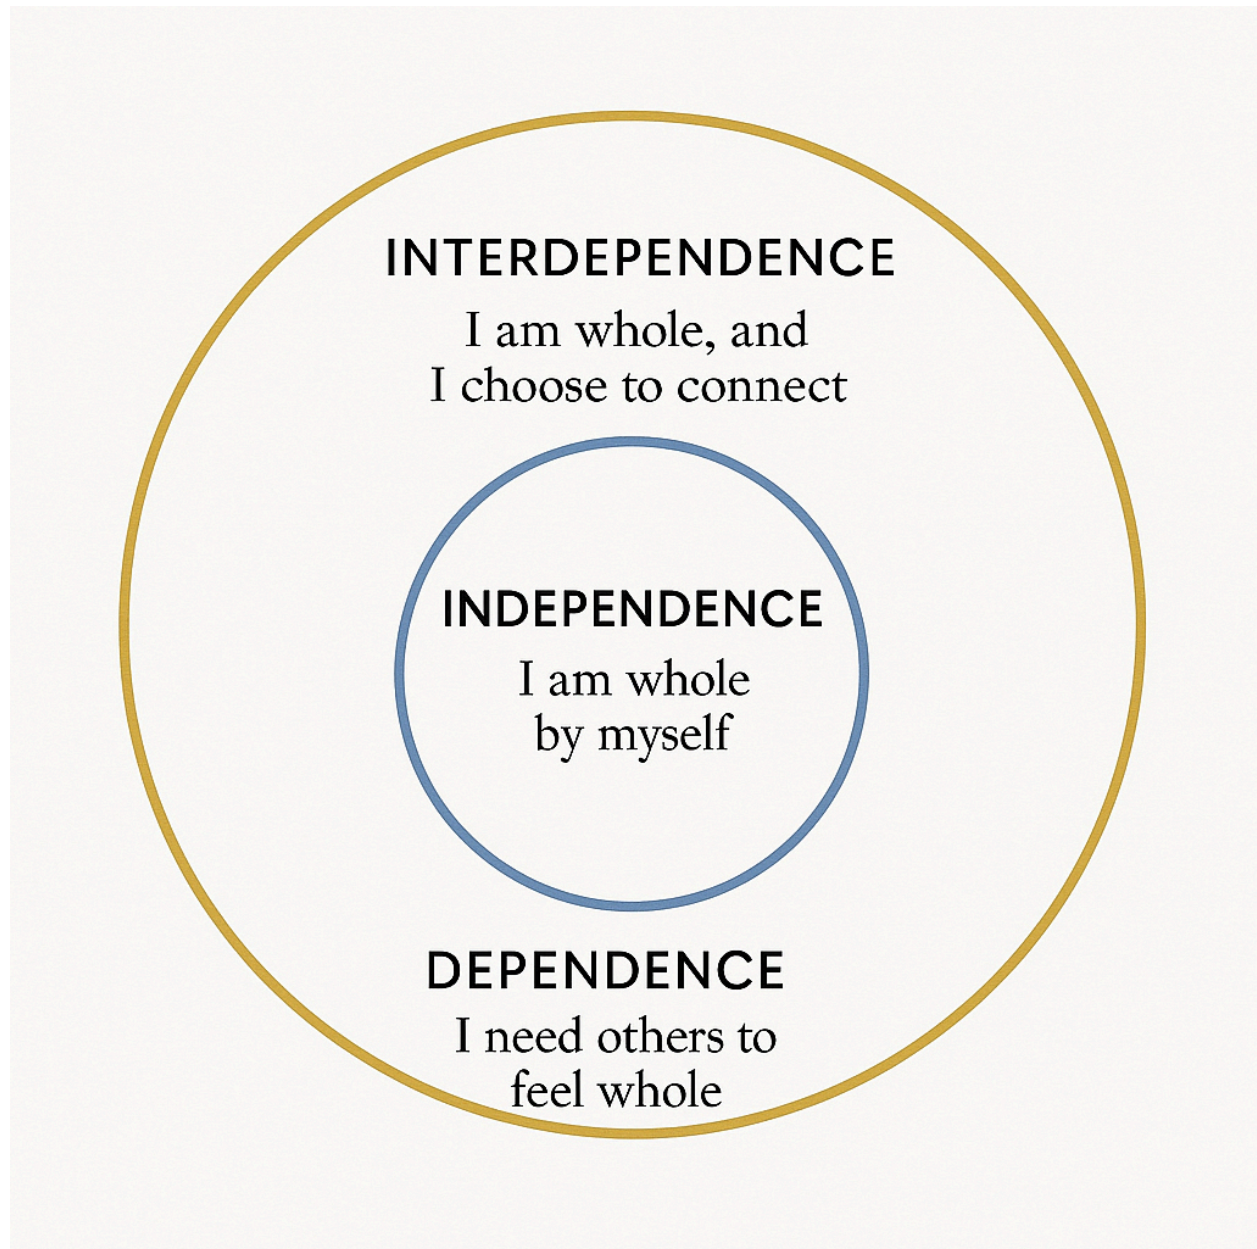 INTERDEPENDENCE
I am whole, and
I choose to connect
INDEPENDENCE
I am whole
by myself
DEPENDENCE
I need others to
feel whole